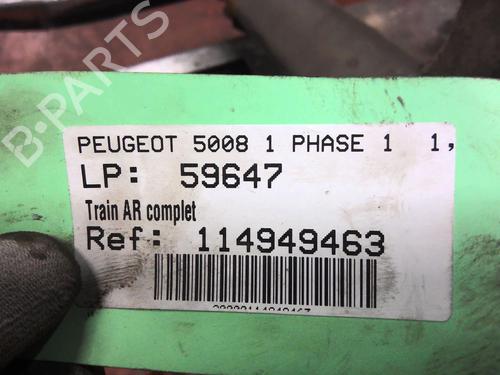 B-PARTS
PEUGEOT 5008 1 PHASE 1 1,
LP: 59647
Train AR complet
Ref: 114949463